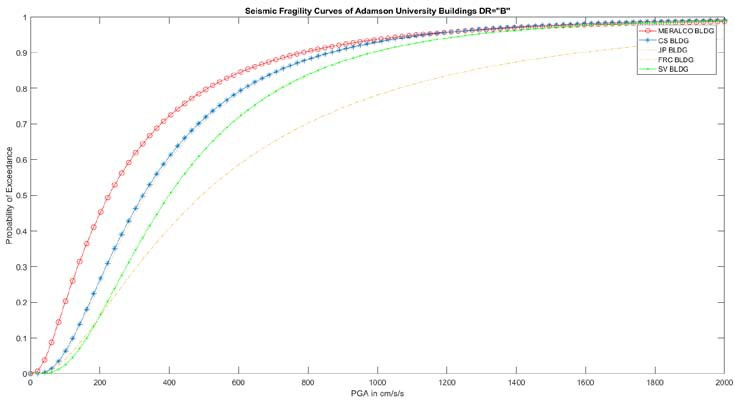 Seismic Fragility Curves of Adamson University Buildings DR="B"
MERALCO BLDG
CS BLDG
JP BLDG
FRC BLDG
SV BLDG
Probability of Exceedance
1
0.9
0.8
0.7
0.6
0.5
0.4
0.3
0.2
0.1
0
0 200 400 600 800 1000 1200 1400 1600 1800 2000
PGA in cm/s/s